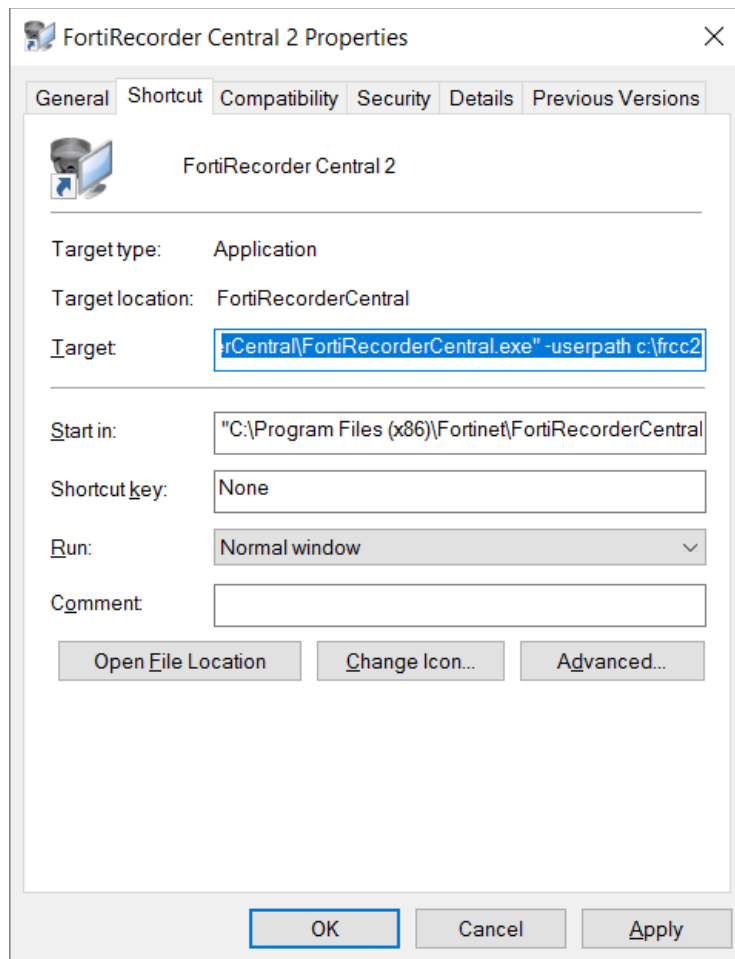 FortiRecorder Central 2 Properties
General Shortcut Compatibility Security Details Previous Versions
FortiRecorder Central 2
Target type: Application
Target location: FortiRecorderCentral
Target: rCentral\FortiRecorderCentral.exe" -userpath c:\frcc2
Start in: "C:\Program Files (x86)\Fortinet\FortiRecorderCentral
Shortcut key: None
Run: Normal window
Comment:
Open File Location Change Icon... Advanced...
OK Cancel Apply